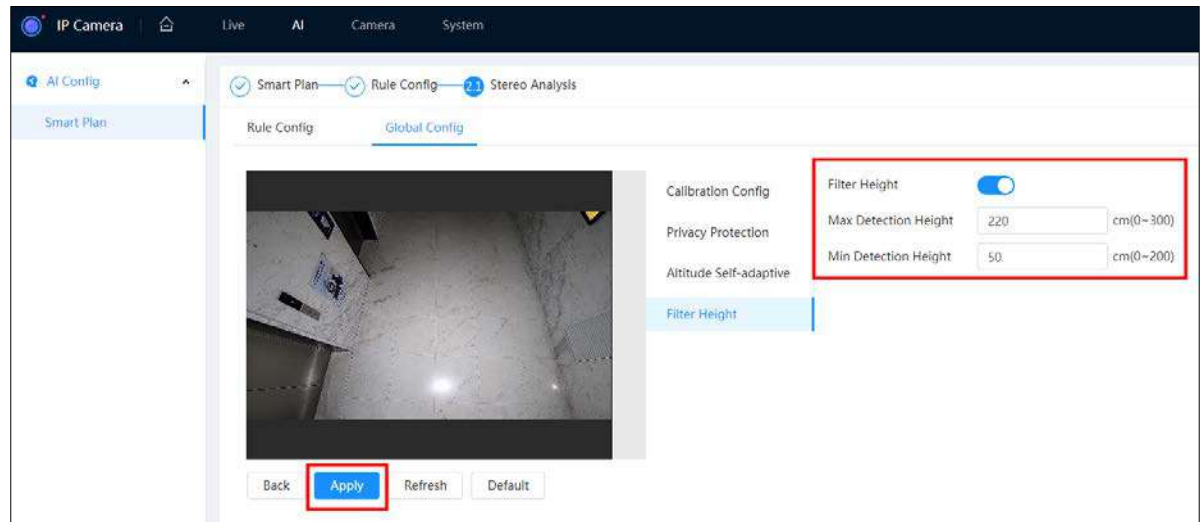 IP Camera Live AI Camera System
AI Config
Smart Plan
Smart Plan Rule Config 2.1 Stereo Analysis
Rule Config Global Config
Calibration Config
Privacy Protection
Altitude Self-adaptive
Filter Height
Filter Height
Max Detection Height 220 cm(0~300)
Min Detection Height 50 cm(0~200)
Back Apply Refresh Default